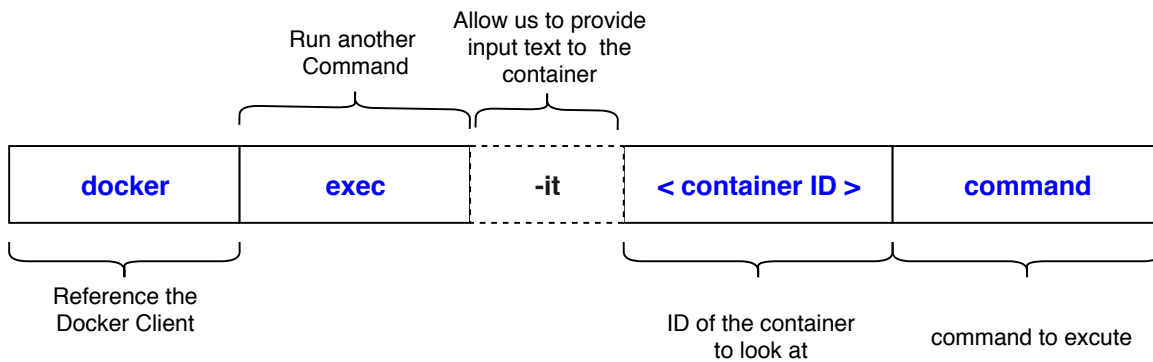 Run another
Command
Allow us to provide
input text to the
container
docker
exec
-it
< container ID >
command
Reference the
Docker Client
ID of the container
to look at
command to excute